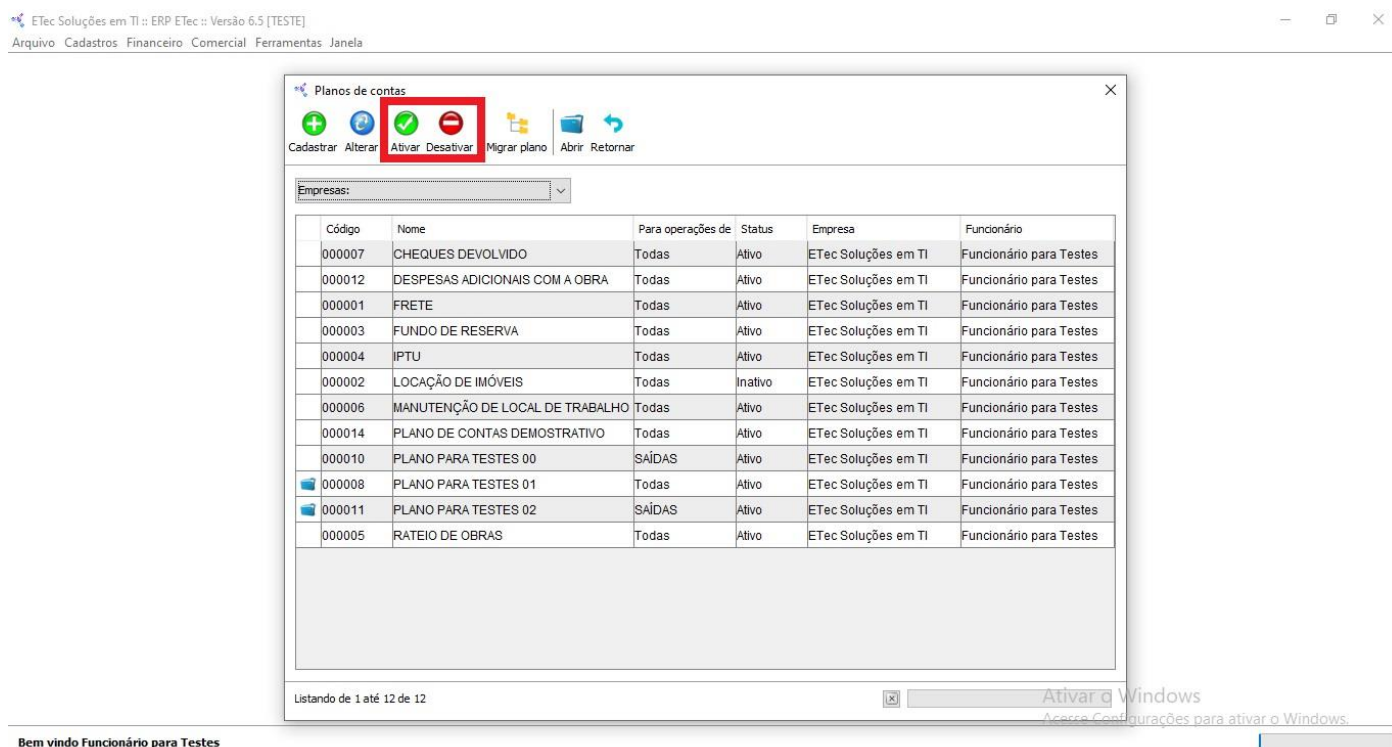 ETec Soluções em TI :: ERP ETec :: Versão 6.5 [TESTE]
Arquivo Cadastros Financeiro Comercial Ferramentas Janela
Planos de contas
Cadastrar Alterar Ativar Desativar Migrar plano Abrir Retornar
Empresas:
Código Nome Para operações de Status Empresa Funcionário
000007 CHEQUES DEVOLVIDO Todas Ativo ETec Soluções em TI Funcionário para Testes
000012 DESPESAS ADICIONAIS COM A OBRA Todas Ativo ETec Soluções em TI Funcionário para Testes
000001 FRETE Todas Ativo ETec Soluções em TI Funcionário para Testes
000003 FUNDO DE RESERVA Todas Ativo ETec Soluções em TI Funcionário para Testes
000004 IPTU Todas Ativo ETec Soluções em TI Funcionário para Testes
000002 LOCAÇÃO DE IMÓVEIS Todas Inativo ETec Soluções em TI Funcionário para Testes
000006 MANUTENÇÃO DE LOCAL DE TRABALHO Todas Ativo ETec Soluções em TI Funcionário para Testes
000014 PLANO DE CONTAS DEMOSTRATIVO Todas Ativo ETec Soluções em TI Funcionário para Testes
000010 PLANO PARA TESTES 00 SAÍDAS Ativo ETec Soluções em TI Funcionário para Testes
000008 PLANO PARA TESTES 01 Todas Ativo ETec Soluções em TI Funcionário para Testes
000011 PLANO PARA TESTES 02 SAÍDAS Ativo ETec Soluções em TI Funcionário para Testes
000005 RATEIO DE OBRAS Todas Ativo ETec Soluções em TI Funcionário para Testes
Listando de 1 até 12 de 12
Ativar o Windows
Acesse Configurações para ativar o Windows.
Bem vindo Funcionário para Testes